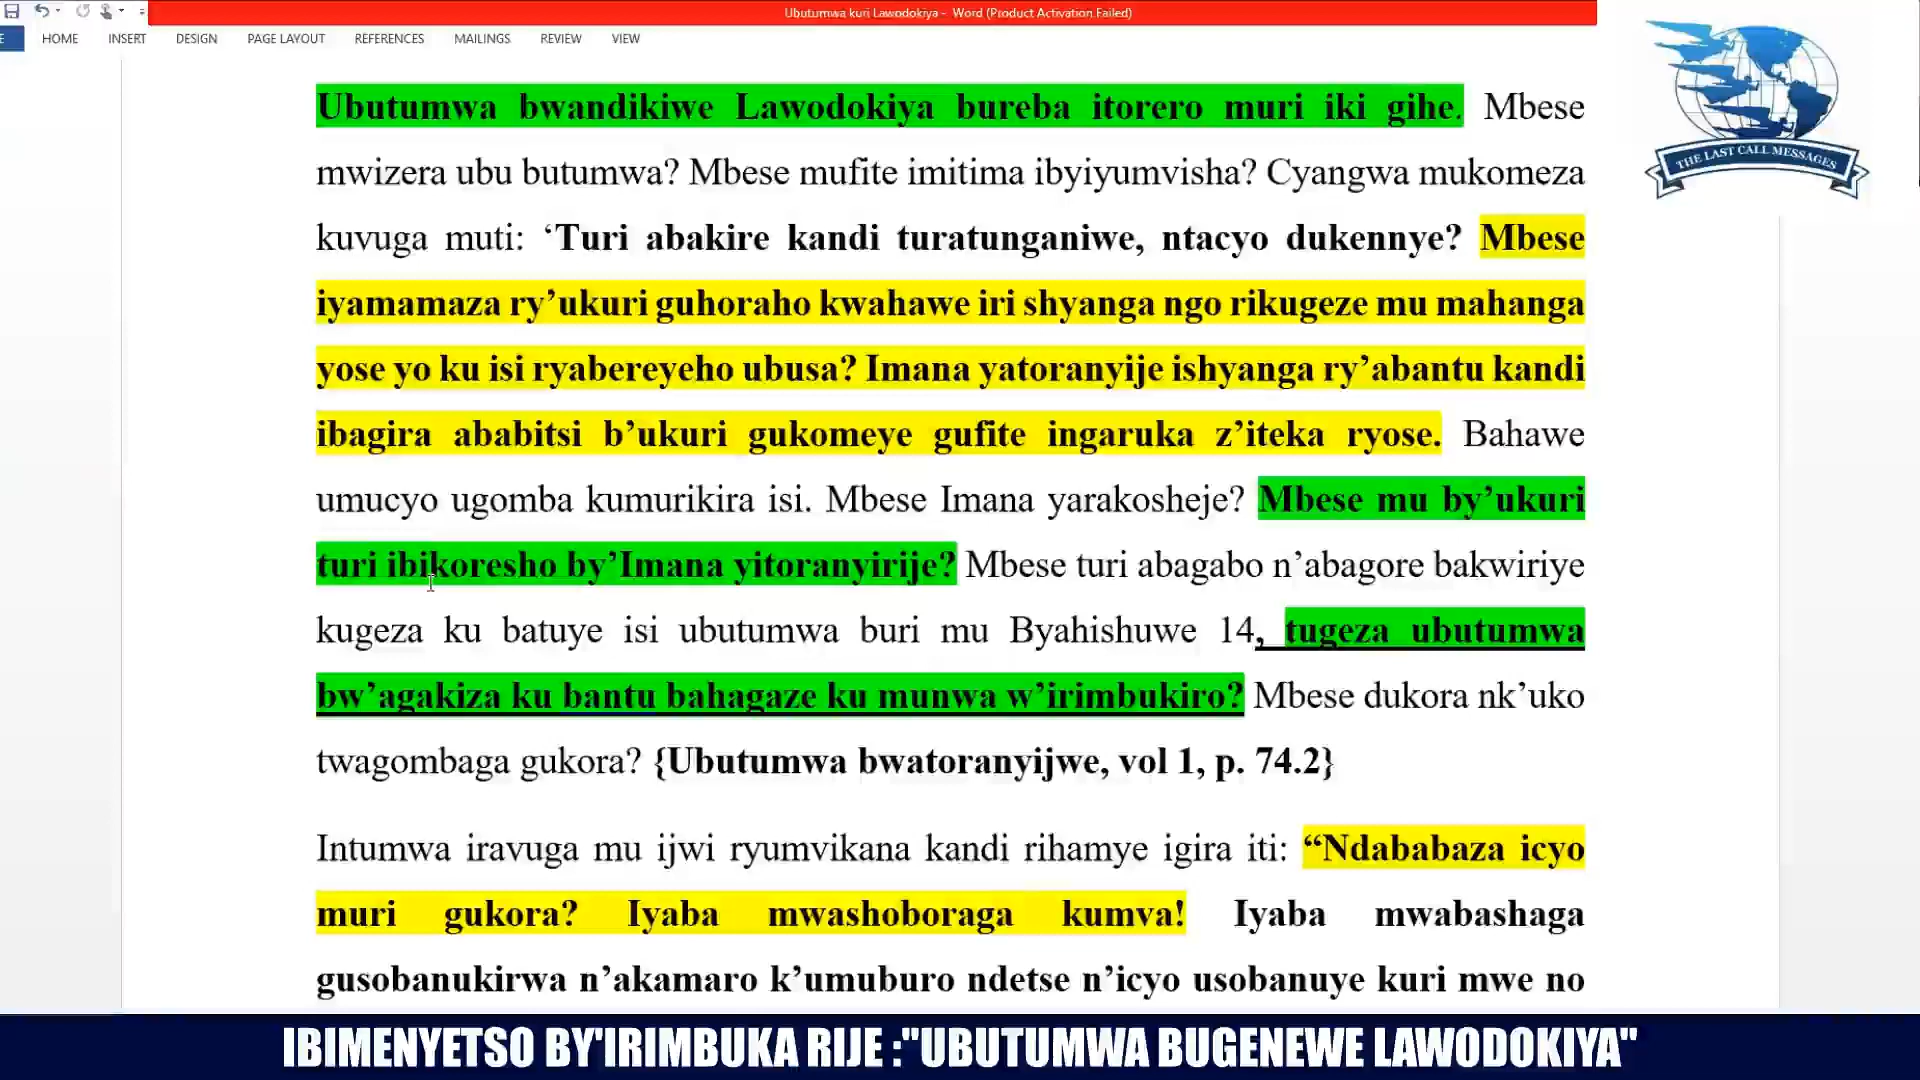 Ubutumwa kuri Lawodokiya - Word (Product Activation Failed)
E HOME INSERT DESIGN PAGE LAYOUT REFERENCES MAILINGS REVIEW VIEW
THE LAST CALL MESSAGES
Ubutumwa bwandikiwe Lawodokiya bureba itorero muri iki gihe. Mbese
mwizera ubu butumwa? Mbese mufite imitima ibyiyumvisha? Cyangwa mukomeza
kuvuga muti: ‘Turi abakire kandi turatunganiwe, ntacyo dukennye? Mbese
iyamamaza ry’ukuri guhoraho kwahawe iri shyanga ngo rikugeze mu mahanga
yose yo ku isi ryabereyeho ubusa? Imana yatoranyije ishyanga ry’abantu kandi
ibagira ababitsi b’ukuri gukomeye gufite ingaruka z’iteka ryose. Bahawe
umucyo ugomba kumurikira isi. Mbese Imana yarakosheje? Mbese mu by’ukuri
turi ibikoresho by’Imana yitoranyirije? Mbese turi abagabo n’abagore bakwiriye
kugeza ku batuye isi ubutumwa buri mu Byahishuwe 14, tugeza ubutumwa
bw’agakiza ku bantu bahagaze ku munwa w’irimbukiro? Mbese dukora nk’uko
twagombaga gukora? {Ubutumwa bwatoranyijwe, vol 1, p. 74.2}
Intumwa iravuga mu ijwi ryumvikana kandi rihamye igira iti: “Ndababaza icyo
muri gukora? Iyaba mwashoboraga kumva! Iyaba mwabashaga
gusobanukirwa n’akamaro k’umuburo ndetse n’icyo usobanuye kuri mwe no
IBIMENYETSO BY'IRIMBUKA RIJE :"UBUTUMWA BUGENEWE LAWODOKIYA"